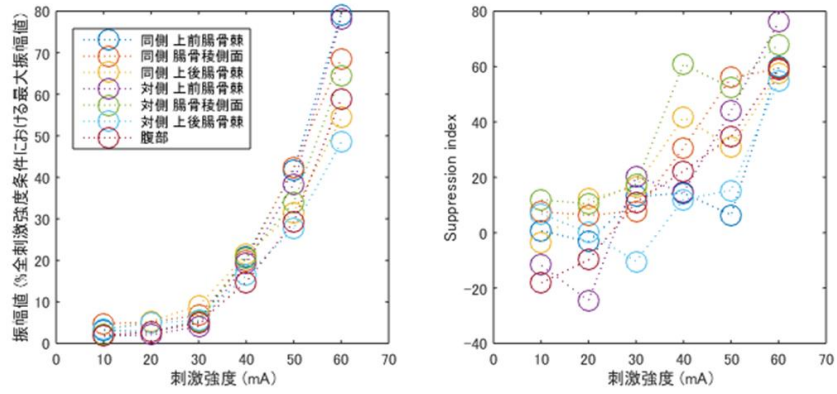 80
70
60
50
40
30
20
10
0
振幅値 (%全刺激強度条件における最大振幅値)
同側 上前腸骨棘
同側 腸骨稜側面
同側 上後腸骨棘
対側 上前腸骨棘
対側 腸骨稜側面
対側 上後腸骨棘
腹部
0 10 20 30 40 50 60 70
刺激強度 (mA)
80
60
40
20
0
-20
-40
Suppression index
0 10 20 30 40 50 60 70
刺激強度 (mA)